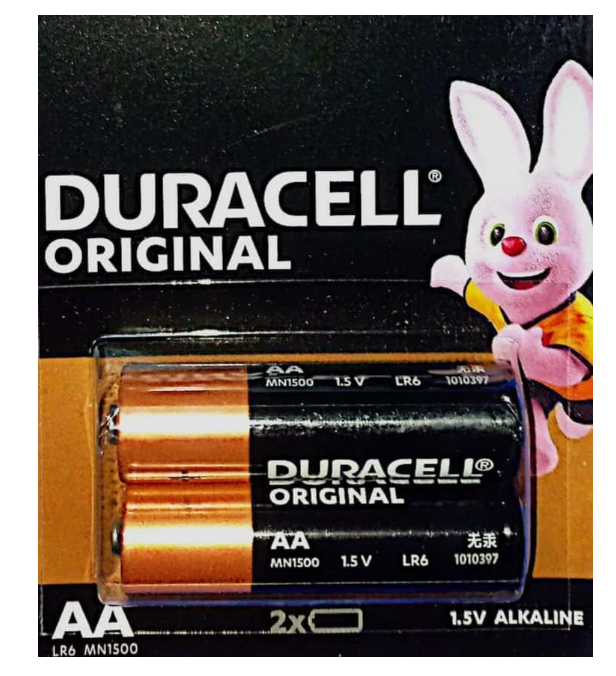 DURACELL®
ORIGINAL
AA 无汞
MN1500 1.5 V LR6 1010397
DURACELL®
ORIGINAL
AA 无汞
MN1500 1.5 V LR6 1010397
AA 2x 1.5V ALKALINE
LR6 MN1500